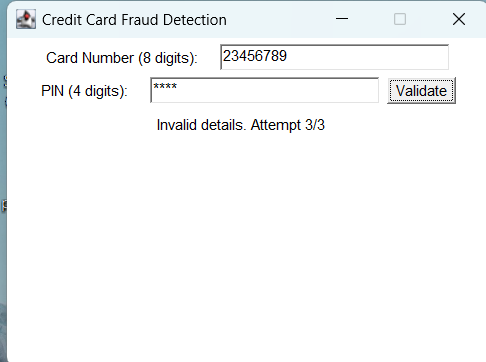 Credit Card Fraud Detection
Card Number (8 digits): 23456789
PIN (4 digits): **** Validate
Invalid details. Attempt 3/3